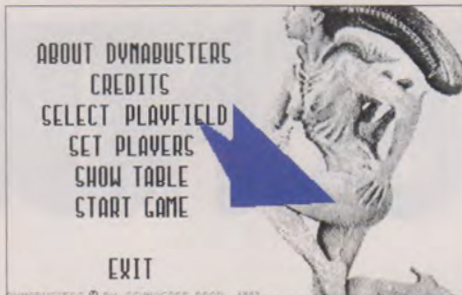 ABOUT DYNABUSTERS
CREDITS
SELECT PLAYFIELD
SET PLAYERS
SHOW TABLE
START GAME
EXIT